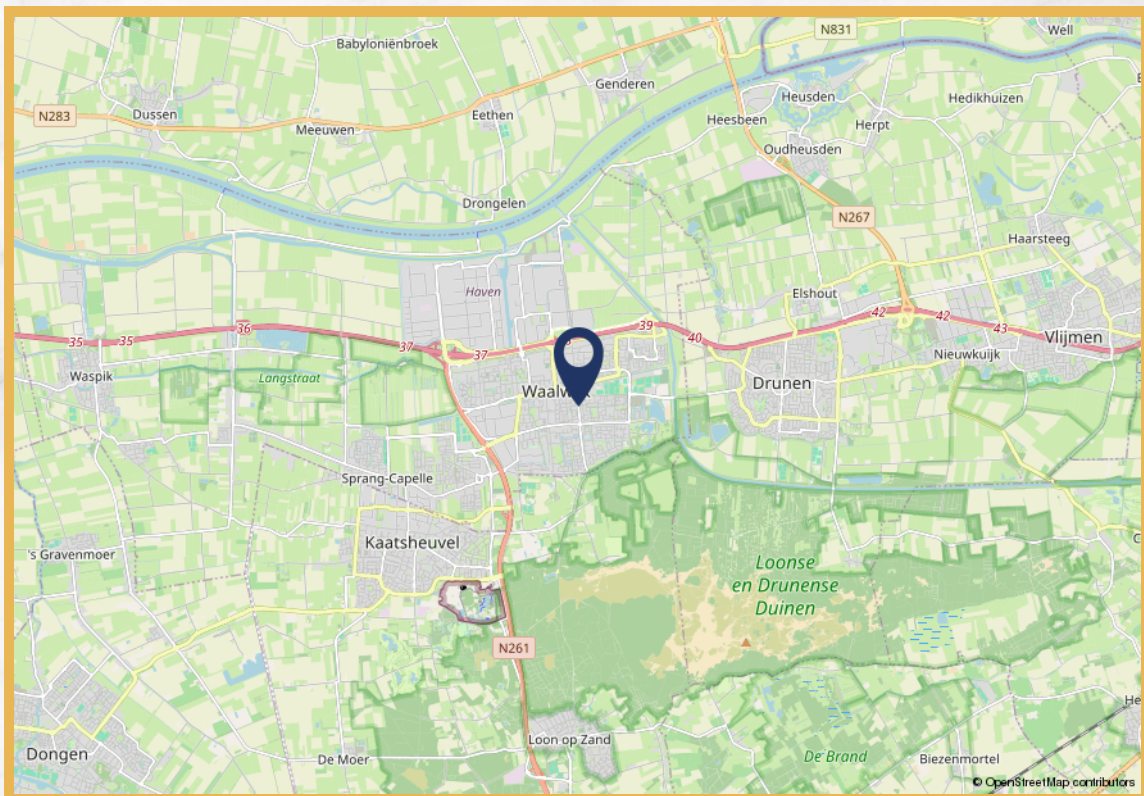 N831
Well
Babyloniënbroek
Genderen
Heusden
Hedikhuizen
N283
Dussen
Meeuwen
Eethen
Heesbeen
Herpt
Oudheusden
Drongelen
N267
Haarsteeg
Haven
Elshout
35
35
36
37
37
39
40
42
42
43
Vlijmen
Nieuwkuijk
Waspik
Langstraat
Drunen
Sprang-Capelle
Kaatsheuvel
's Gravenmoer
Loonse
en Drunense
Duinen
N261
He
Dongen
De Moer
Loon op Zand
De Brand
Biezenmortel
© OpenStreetMap contributors